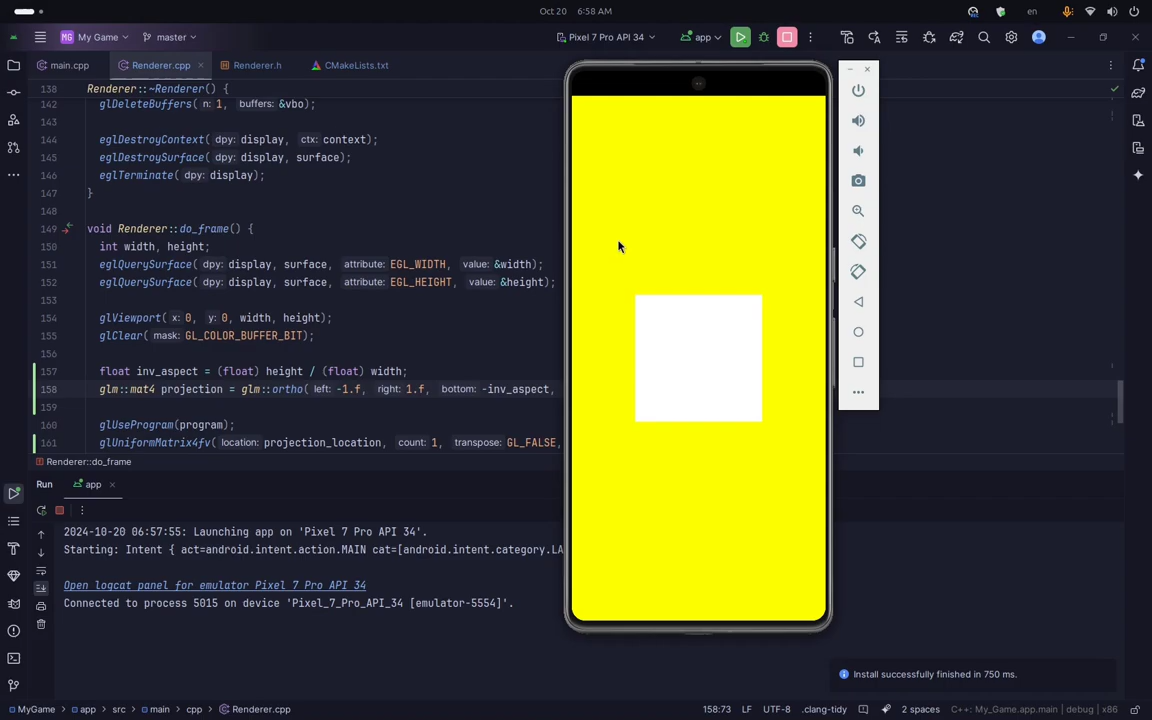 Oct 20 6:58 AM
en
MG My Game
master
Pixel 7 Pro API 34
app
main.cpp
Renderer.cpp
Renderer.h
CMakeLists.txt
138 Renderer::~Renderer() {
142 glDeleteBuffers( n: 1, buffers: &vbo);
143
144 eglDestroyContext( dpy: display, ctx: context);
145 eglDestroySurface( dpy: display, surface);
146 eglTerminate( dpy: display);
147 }
148
149 void Renderer::do_frame() {
150 int width, height;
151 eglQuerySurface( dpy: display, surface, attribute: EGL_WIDTH, value: &width);
152 eglQuerySurface( dpy: display, surface, attribute: EGL_HEIGHT, value: &height);
153
154 glViewport( x: 0, y: 0, width, height);
155 glClear( mask: GL_COLOR_BUFFER_BIT);
156
157 float inv_aspect = (float) height / (float) width;
158 glm::mat4 projection = glm::ortho( left: -1.f, right: 1.f, bottom: -inv_aspect,
159
160 glUseProgram(program);
161 glUniformMatrix4fv( location: projection_location, count: 1, transpose: GL_FALSE,
Renderer::do_frame
Run
app
2024-10-20 06:57:55: Launching app on 'Pixel 7 Pro API 34'.
Starting: Intent { act=android.intent.action.MAIN cat=[android.intent.category.LA
Open logcat panel for emulator Pixel 7 Pro API 34
Connected to process 5015 on device 'Pixel_7_Pro_API_34 [emulator-5554]'.
Install successfully finished in 750 ms.
MyGame > app > src > main > cpp > Renderer.cpp
158:73 LF UTF-8 .clang-tidy 2 spaces C++: My_Game.app.main | debug | x86